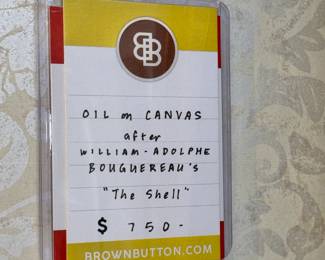 BB
OIL on CANVAS
after
WILLIAM-ADOLPHE
BOUGUEREAU'S
"The Shell"
$ 750-
BROWNBUTTON.COM